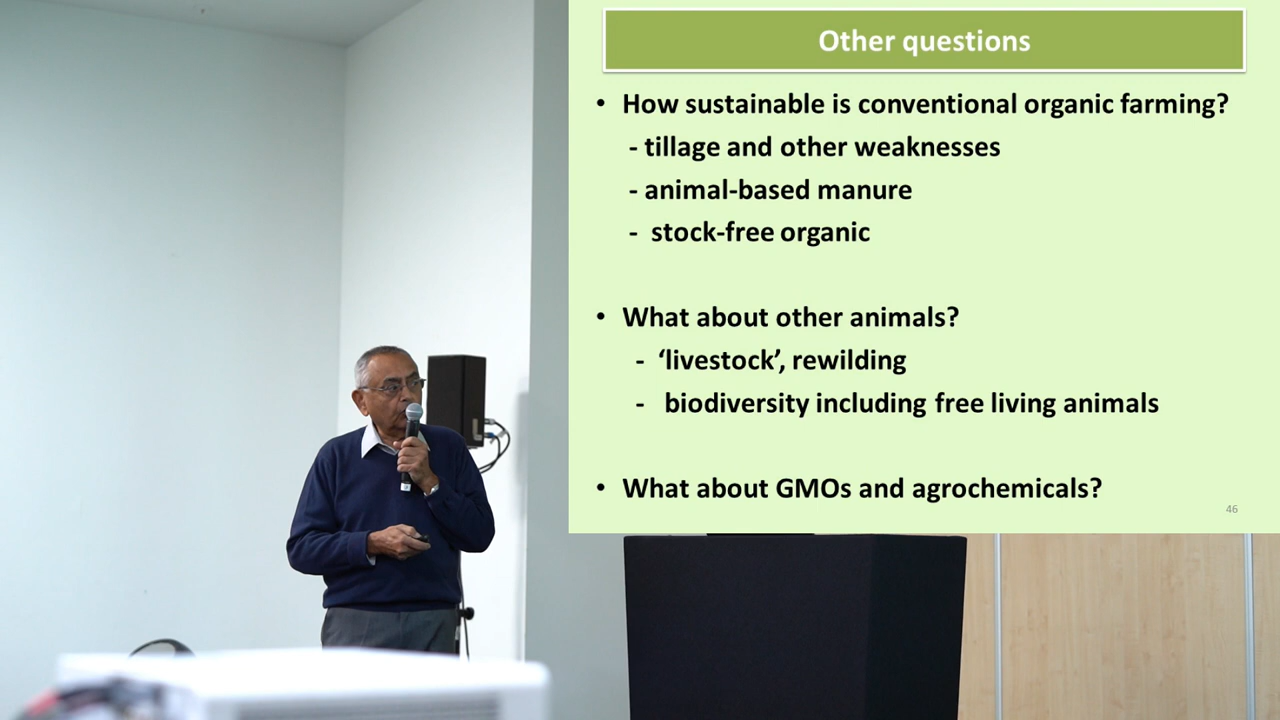 Other questions
• How sustainable is conventional organic farming?
- tillage and other weaknesses
- animal-based manure
- stock-free organic
• What about other animals?
- ‘livestock’, rewilding
- biodiversity including free living animals
• What about GMOs and agrochemicals?
46